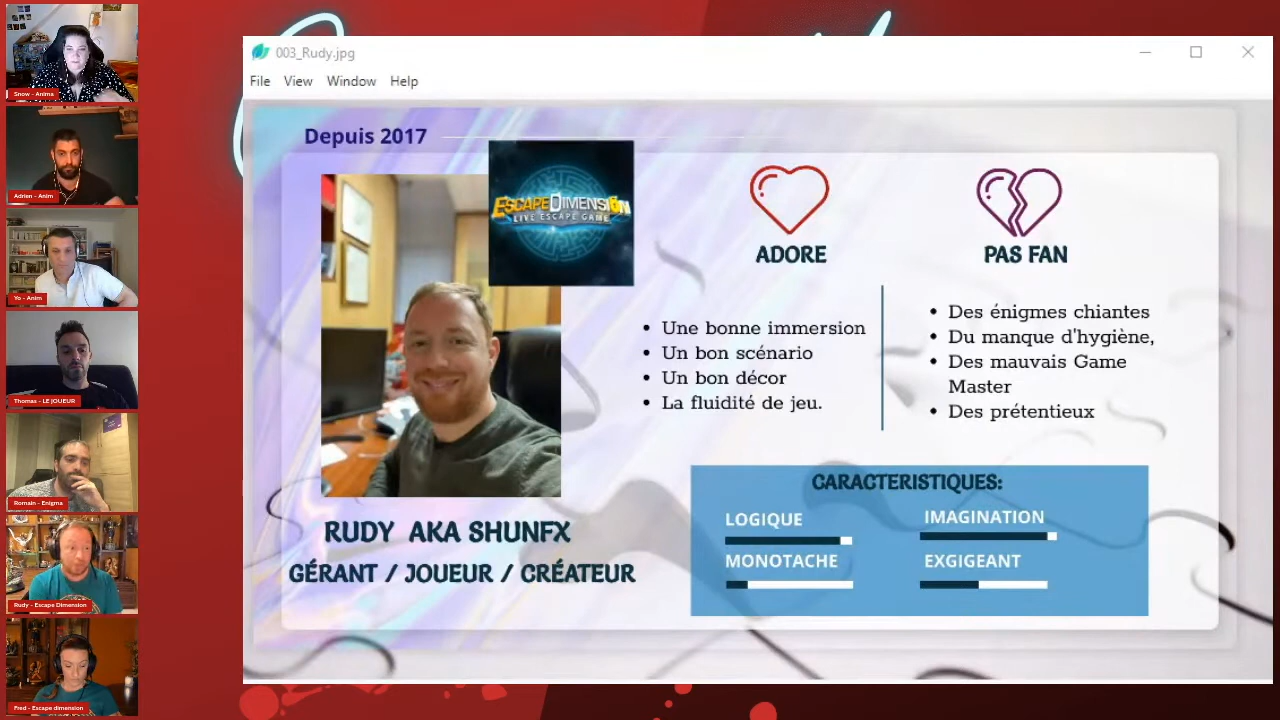 003_Rudy.jpg
File View Window Help
Depuis 2017
ESCAPE DIMENSION
LIVE ESCAPE GAME
ADORE
PAS FAN
Une bonne immersion
Un bon scénario
Un bon décor
La fluidité de jeu.
Des énigmes chiantes
Du manque d'hygiène,
Des mauvais Game
Master
Des prétentieux
RUDY AKA SHUNFX
GÉRANT / JOUEUR / CRÉATEUR
CARACTERISTIQUES:
LOGIQUE
IMAGINATION
MONOTACHE
EXGIGEANT
Snow - Anima
Adrien - Anim
Yo - Anim
Thomas - LE JOUEUR
Romain - Enigma
Rudy - Escape Dimension
Fred - Escape dimension